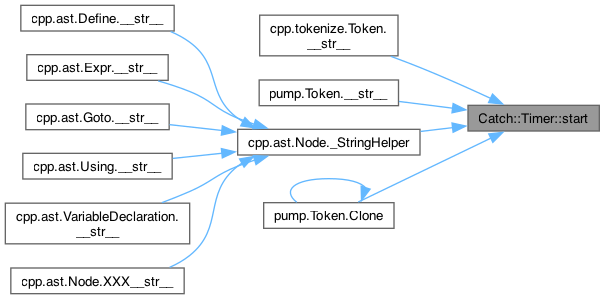 cpp.ast.Define.__str__
cpp.ast.Expr.__str__
cpp.ast.Goto.__str__
cpp.ast.Using.__str__
cpp.ast.VariableDeclaration.
__str__
cpp.ast.Node.XXX__str__
cpp.tokenize.Token.
__str__
pump.Token.__str__
cpp.ast.Node._StringHelper
pump.Token.Clone
Catch::Timer::start